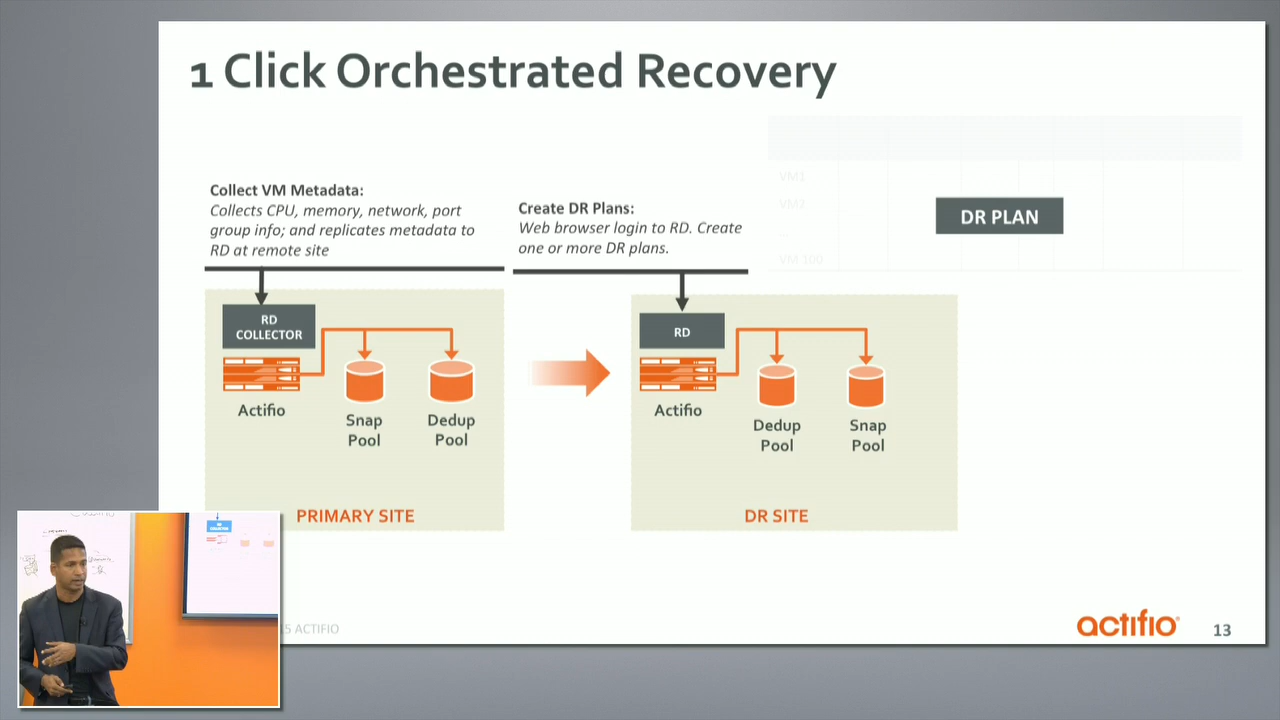 1 Click Orchestrated Recovery
Collect VM Metadata:
Collects CPU, memory, network, port
group info; and replicates metadata to
RD at remote site
Create DR Plans:
Web browser login to RD. Create
one or more DR plans.
VM1
VM2
VM 100
DR PLAN
RD
COLLECTOR
Actifio
Snap
Pool
Dedup
Pool
PRIMARY SITE
RD
Actifio
Dedup
Pool
Snap
Pool
DR SITE
RD
COLLECTOR
15 ACTIFIO
actifio
13